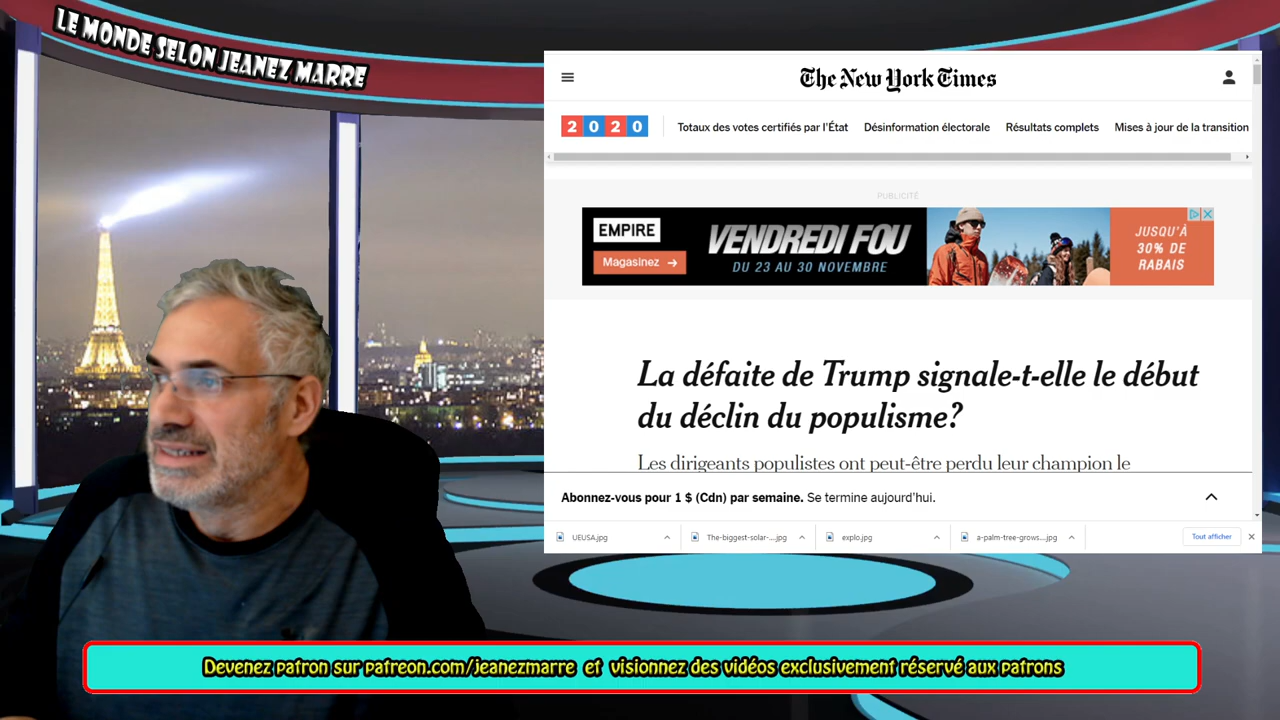 LE MONDE SELON JEANEZ MARRE
The New York Times
2020
Totaux des votes certifiés par l'État
Désinformation électorale
Résultats complets
Mises à jour de la transition
PUBLICITÉ
EMPIRE
Magasinez →
VENDREDI FOU
DU 23 AU 30 NOVEMBRE
JUSQU'À
30% DE
RABAIS
La défaite de Trump signale-t-elle le début
du déclin du populisme?
Les dirigeants populistes ont peut-être perdu leur champion le
Abonnez-vous pour 1 $ (Cdn) par semaine. Se termine aujourd'hui.
UEUSA.jpg
The-biggest-solar-....jpg
explo.jpg
a-palm-tree-grows....jpg
Tout afficher
Devenez patron sur patreon.com/jeanezmarre et visionnez des vidéos exclusivement réservé aux patrons